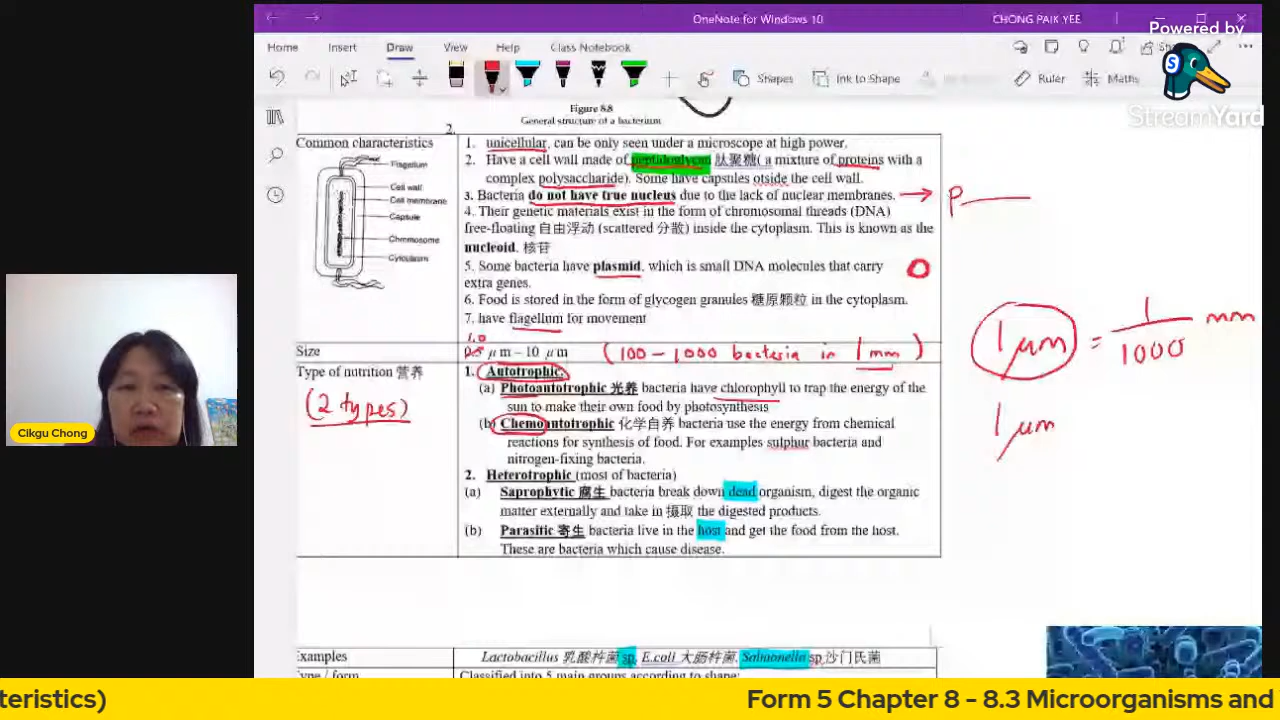 OneNote for Windows 10
CHONG PAIK YEE
Powered by
StreamYard
Home Insert Draw View Help Class Notebook
Shapes Ink to Shape Ruler Maths
Figure 8.8
General structure of a bacterium
2.
Common characteristics
Flagellum
Cell wall
Cell membrane
Capsule
Chromosome
Cytoplasm
1. unicellular, can be only seen under a microscope at high power.
2. Have a cell wall made of peptidoglycan 肽聚糖( a mixture of proteins with a
complex polysaccharide). Some have capsules otside the cell wall.
3. Bacteria do not have true nucleus due to the lack of nuclear membranes. → P
4. Their genetic materials exist in the form of chromosomal threads (DNA)
free-floating 自由浮动 (scattered 分散) inside the cytoplasm. This is known as the
nucleoid. 核苷
5. Some bacteria have plasmid, which is small DNA molecules that carry
extra genes.
6. Food is stored in the form of glycogen granules 糖原颗粒 in the cytoplasm.
7. have flagellum for movement
1 μm = 1/1000 mm
1 μm
Size
1.0
μ m – 10 μ m (100 – 1000 bacteria in 1 mm)
Type of nutrition 营养
(2 types)
1. Autotrophic:
(a) Photoautotrophic 光养 bacteria have chlorophyll to trap the energy of the
sun to make their own food by photosynthesis
(b) Chemoautotrophic 化学自养 bacteria use the energy from chemical
reactions for synthesis of food. For examples sulphur bacteria and
nitrogen-fixing bacteria.
2. Heterotrophic (most of bacteria)
(a) Saprophytic 腐生 bacteria break down dead organism, digest the organic
matter externally and take in 摄取 the digested products.
(b) Parasitic 寄生 bacteria live in the host and get the food from the host.
These are bacteria which cause disease.
Examples
Lactobacillus 乳酸杵菌 sp, E.coli 大肠杵菌, Salmonella sp 沙门氏菌
Type / form
Classified into 5 main groups according to shape:
Cikgu Chong
teristics)
Form 5 Chapter 8 - 8.3 Microorganisms and